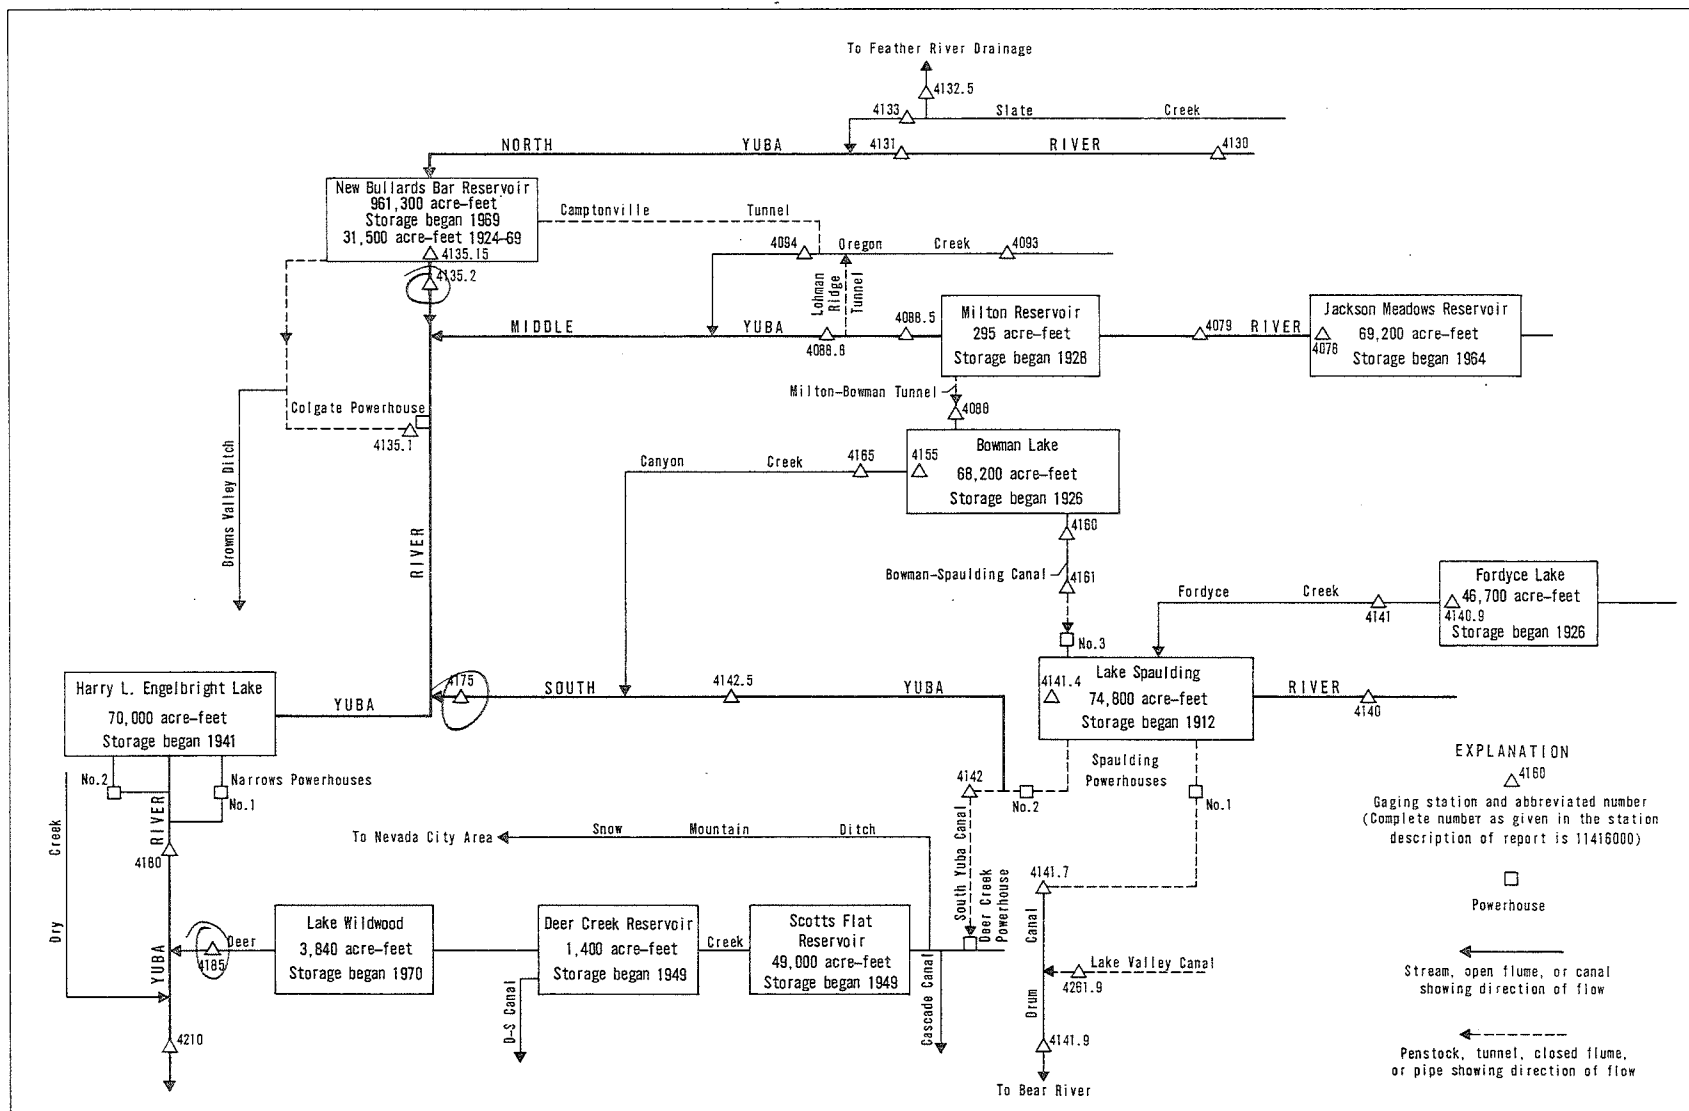 To Feather River Drainage
4132.5
4133
Slate Creek
NORTH YUBA RIVER
4131
4130
New Bullards Bar Reservoir
961,300 acre-feet
Storage began 1969
31,500 acre-feet 1924-69
4135.15
4135.2
Camptonville Tunnel
4094
Oregon Creek
4093
Lohman Ridge Tunnel
MIDDLE YUBA RIVER
4088.8
4088.5
Milton Reservoir
295 acre-feet
Storage began 1928
4079
Jackson Meadows Reservoir
69,200 acre-feet
Storage began 1964
4078
Milton-Bowman Tunnel
4088
Colgate Powerhouse
4135.1
Browns Valley Ditch
RIVER
Canyon Creek
4165
4155
Bowman Lake
68,200 acre-feet
Storage began 1926
4160
Bowman-Spaulding Canal
4161
No.3
Fordyce Creek
4141
Fordyce Lake
46,700 acre-feet
4140.9
Storage began 1926
Harry L. Engelbright Lake
70,000 acre-feet
Storage began 1941
YUBA
4175
SOUTH YUBA RIVER
4142.5
Lake Spaulding
4141.4
74,800 acre-feet
Storage began 1912
4140
Spaulding Powerhouses
No.2
No.1
4142
South Yuba Canal
Deer Creek Powerhouse
No.2
Narrows Powerhouses
No.1
RIVER
4180
Dry Creek
YUBA
To Nevada City Area
Snow Mountain Ditch
4185
Deer Creek
Lake Wildwood
3,840 acre-feet
Storage began 1970
Deer Creek Reservoir
1,400 acre-feet
Storage began 1949
Scotts Flat
Reservoir
49,000 acre-feet
Storage began 1949
D-S Canal
Cascade Canal
4141.7
Drum Canal
Lake Valley Canal
4261.9
4141.9
To Bear River
4210
EXPLANATION
4160
Gaging station and abbreviated number
(Complete number as given in the station
description of report is 11416000)
Powerhouse
Stream, open flume, or canal
showing direction of flow
Penstock, tunnel, closed flume,
or pipe showing direction of flow